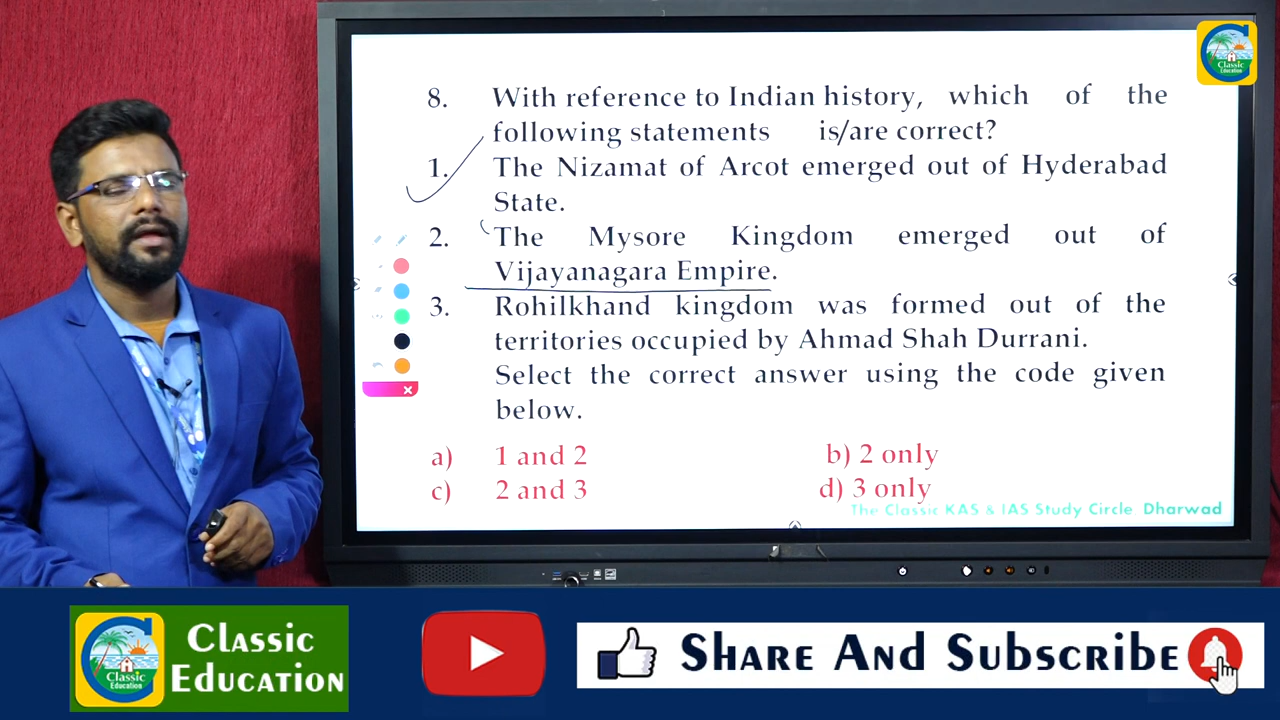 Classic
Education
8. With reference to Indian history, which of the
following statements is/are correct?
1. The Nizamat of Arcot emerged out of Hyderabad
State.
2. The Mysore Kingdom emerged out of
Vijayanagara Empire.
3. Rohilkhand kingdom was formed out of the
territories occupied by Ahmad Shah Durrani.
Select the correct answer using the code given
below.
a) 1 and 2 b) 2 only
c) 2 and 3 d) 3 only
The Classic KAS & IAS Study Circle, Dharwad
Classic
Education
Classic
Education
Share And Subscribe